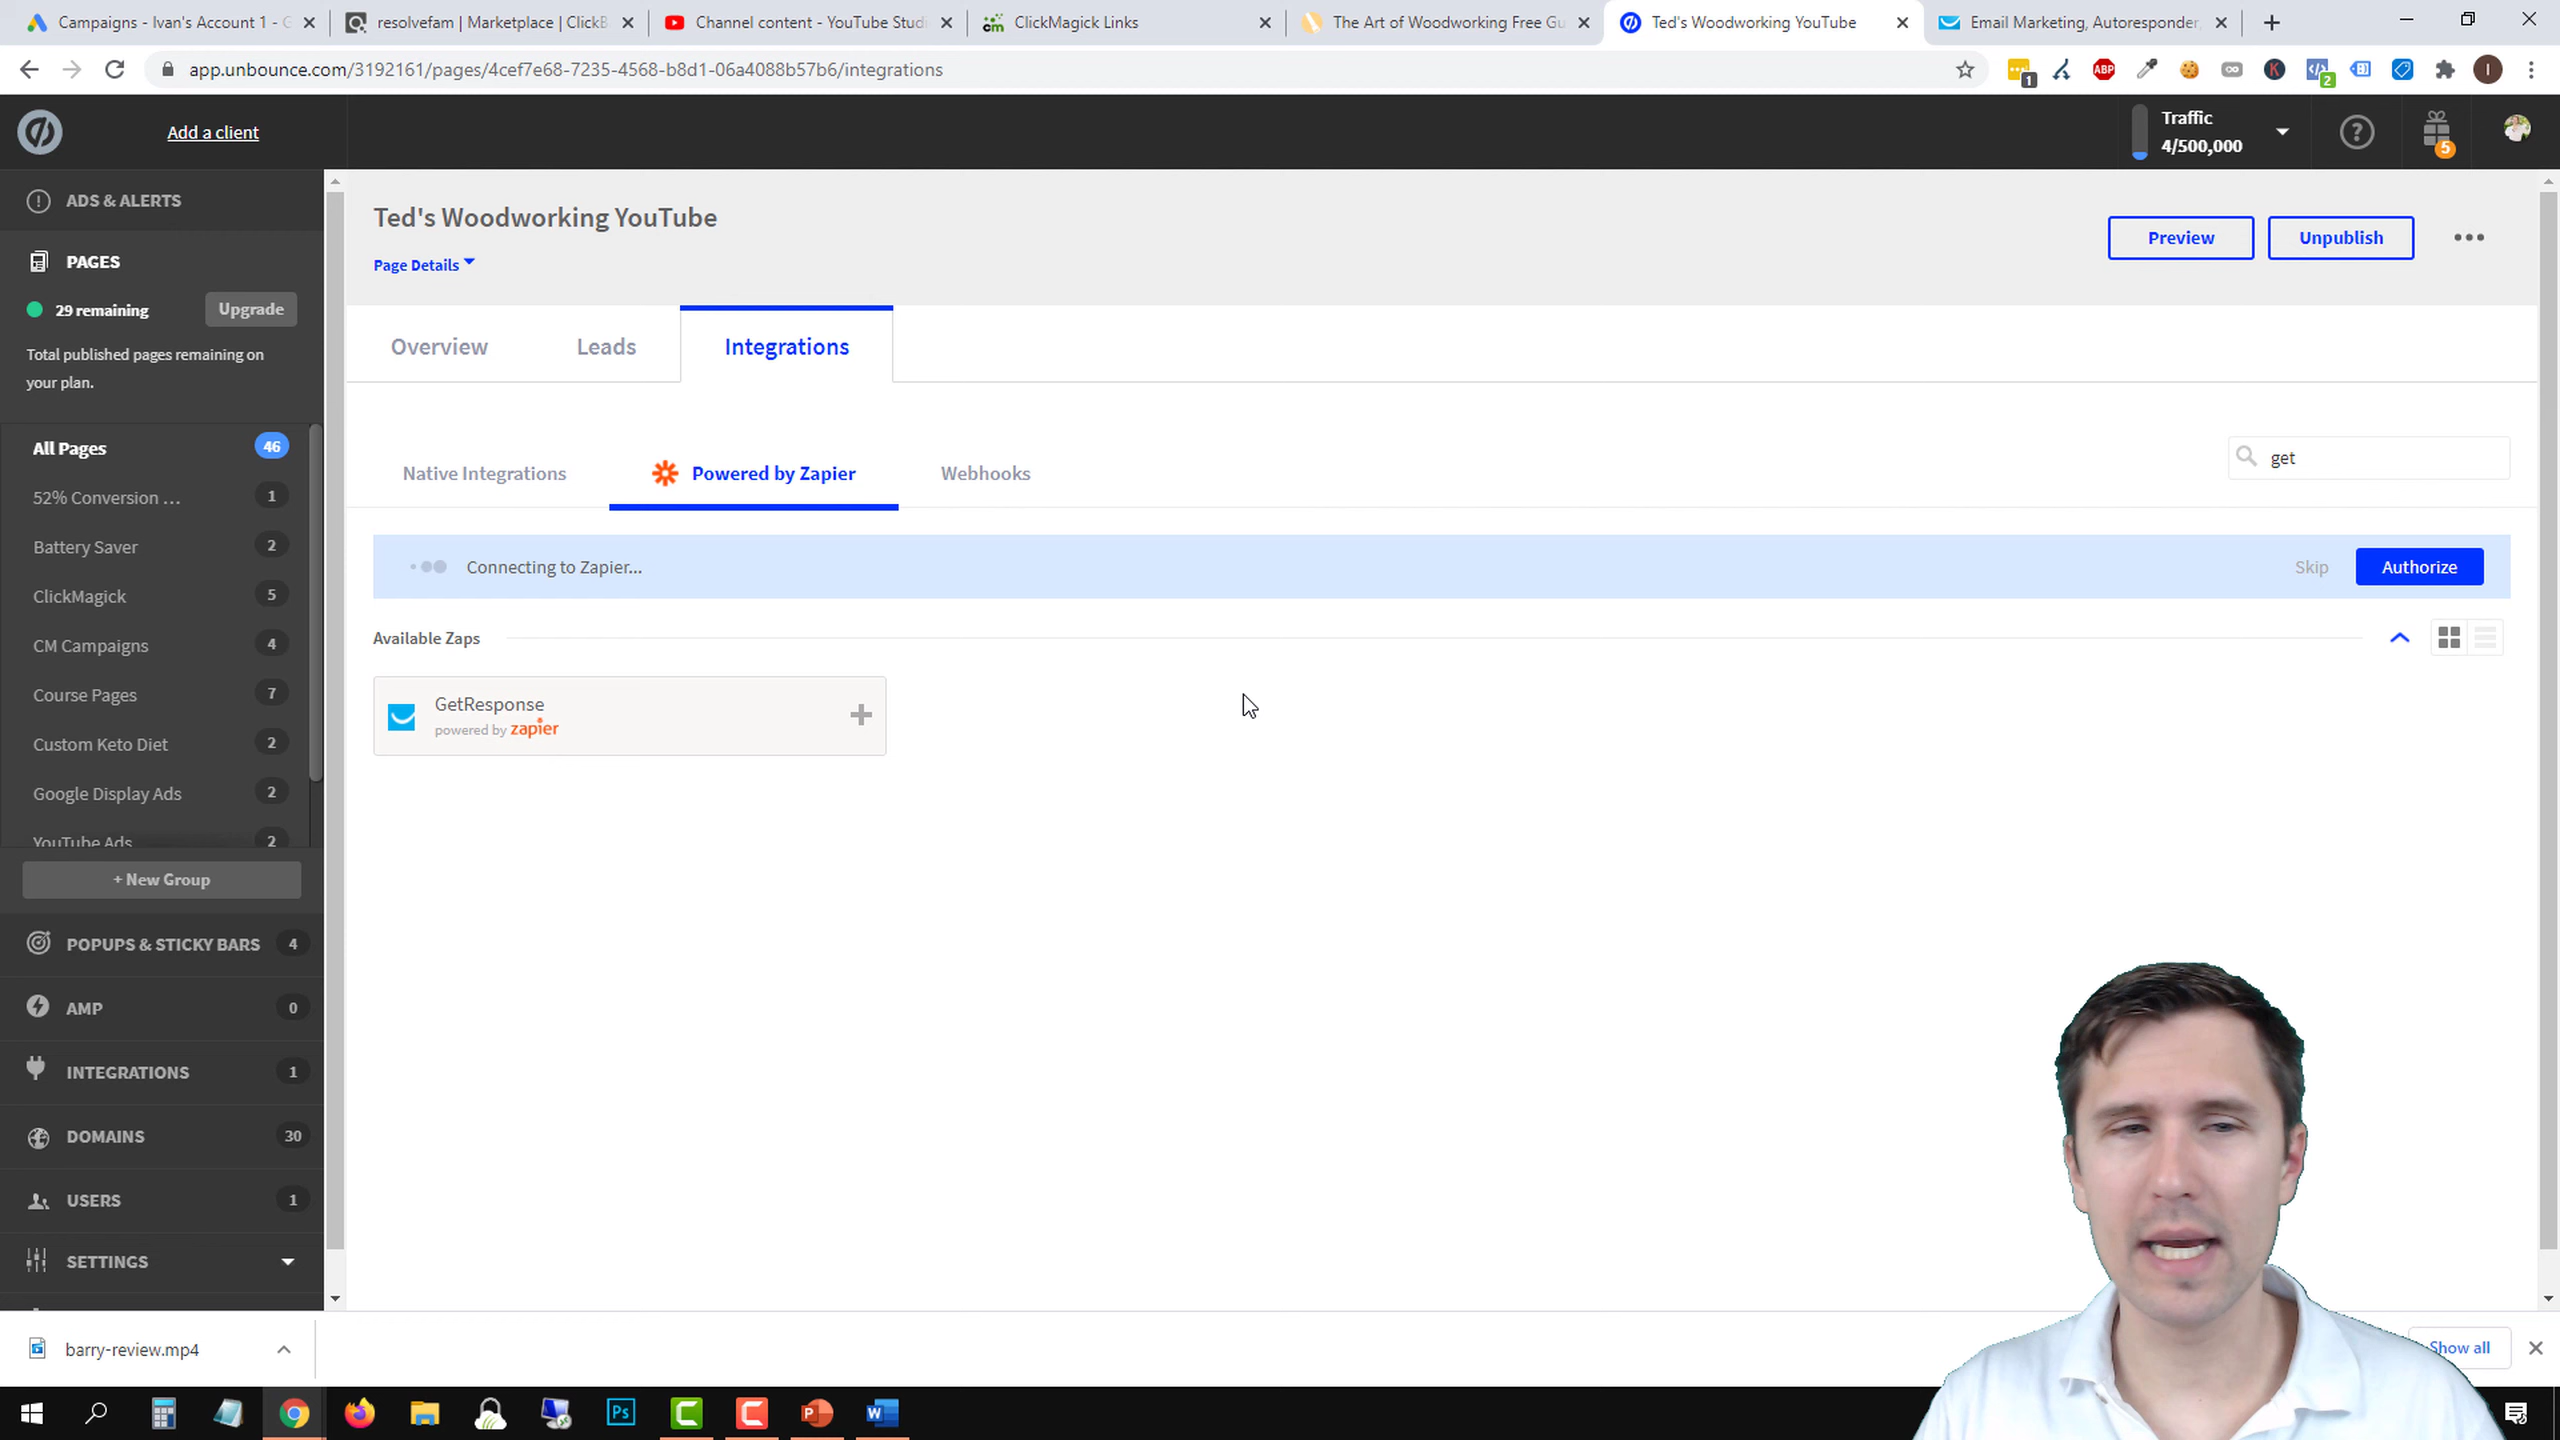 Campaigns - Ivan's Account 1 - G
resolvefam | Marketplace | ClickB
Channel content - YouTube Studi
ClickMagick Links
The Art of Woodworking Free Gu
Ted's Woodworking YouTube
Email Marketing, Autoresponder,
app.unbounce.com/3192161/pages/4cef7e68-7235-4568-b8d1-06a4088b57b6/integrations
1
ABP
K
2
I
Add a client
Traffic
4/500,000
5
ADS & ALERTS
PAGES
29 remaining
Upgrade
Total published pages remaining on
your plan.
All Pages 46
52% Conversion ... 1
Battery Saver 2
ClickMagick 5
CM Campaigns 4
Course Pages 7
Custom Keto Diet 2
Google Display Ads 2
YouTube Ads 2
+ New Group
POPUPS & STICKY BARS 4
AMP 0
INTEGRATIONS 1
DOMAINS 30
USERS 1
SETTINGS
Ted's Woodworking YouTube
Page Details
Preview
Unpublish
Overview
Leads
Integrations
Native Integrations
Powered by Zapier
Webhooks
get
Connecting to Zapier...
Skip
Authorize
Available Zaps
GetResponse
powered by zapier
barry-review.mp4
Show all
Ps
C
C
P
W